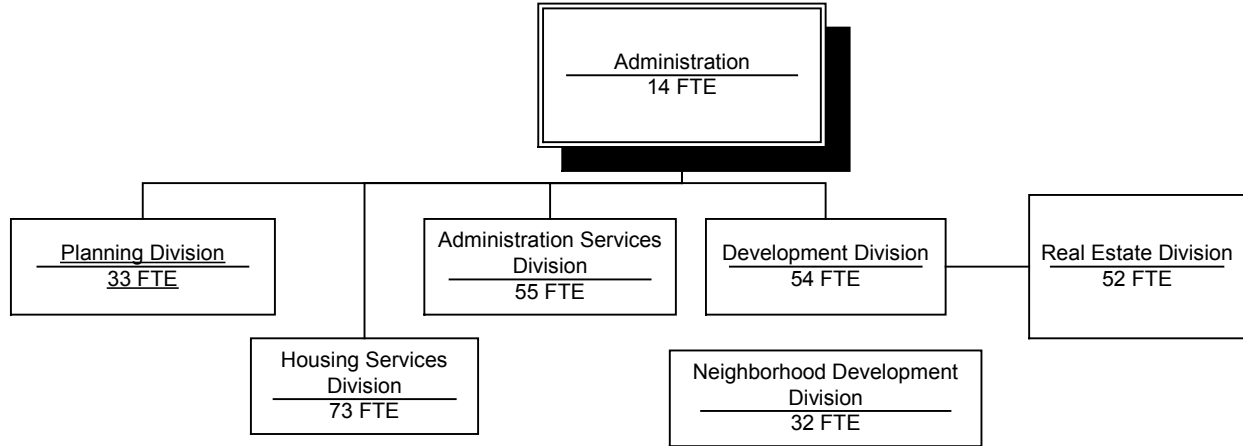 Administration
14 FTE
Planning Division
33 FTE
Administration Services
Division
55 FTE
Development Division
54 FTE
Real Estate Division
52 FTE
Housing Services
Division
73 FTE
Neighborhood Development
Division
32 FTE